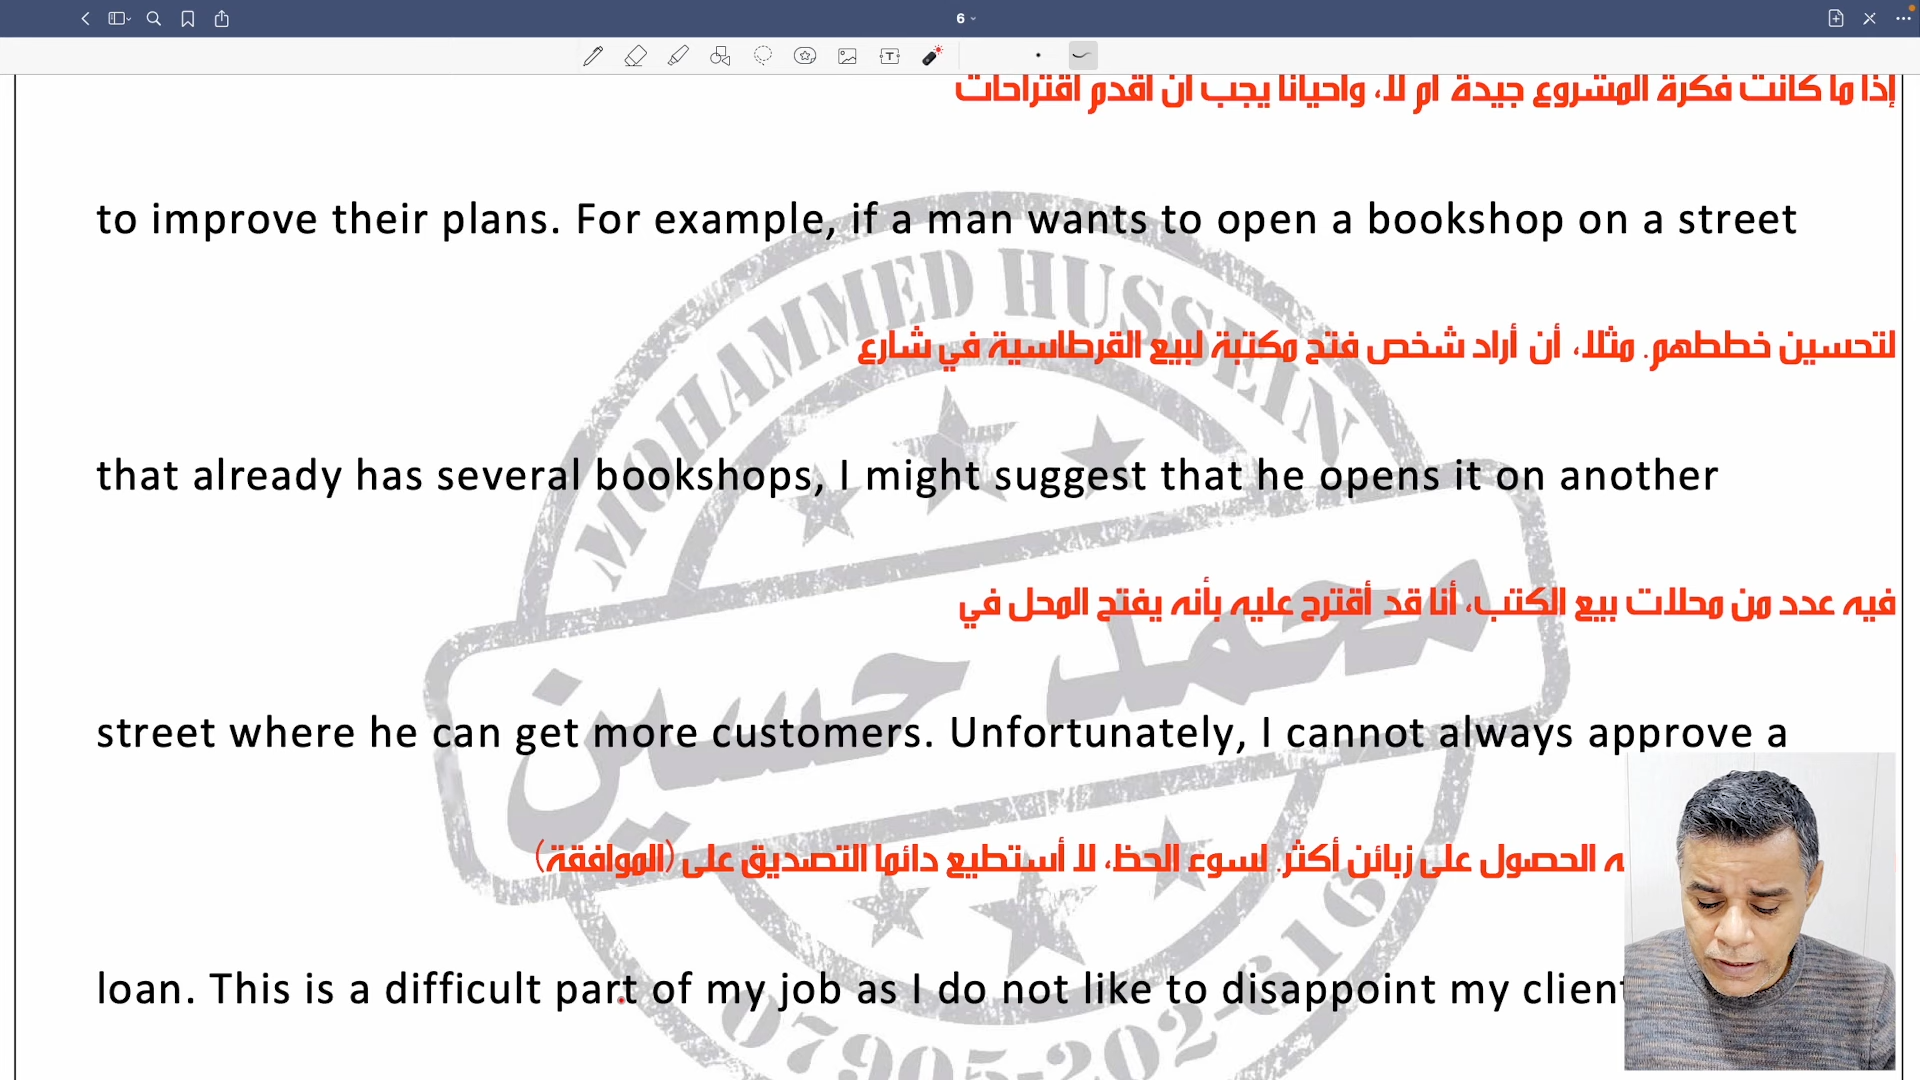 6
إذا ما كانت فكرة المشروع جيدة أم لا، وأحيانا يجب أن أقدم اقتراحات
to improve their plans. For example, if a man wants to open a bookshop on a street
لتحسين خططهم. مثلا، أن أراد شخص فتح مكتبة لبيع القرطاسية في شارع
that already has several bookshops, I might suggest that he opens it on another
فيه عدد من محلات بيع الكتب، أنا قد أقترح عليه بأنه يفتح المحل في
street where he can get more customers. Unfortunately, I cannot always approve a
الحصول على زبائن أكثر. لسوء الحظ، لا أستطيع دائما التصديق على (الموافقة)
loan. This is a difficult part of my job as I do not like to disappoint my client
MOHAMMED HUSSEIN
محمد حسين
07905-202-616